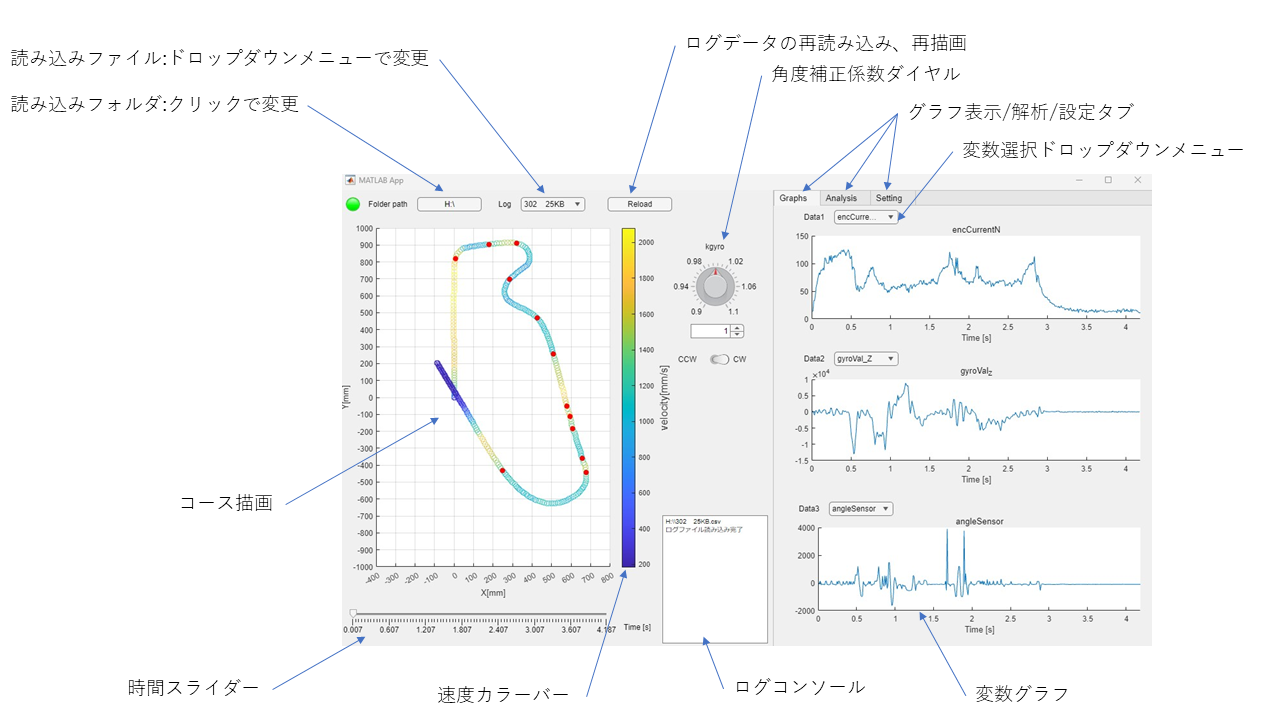 読み込みファイル:ドロップダウンメニューで変更
ログデータの再読み込み、再描画
角度補正係数ダイヤル
読み込みフォルダ:クリックで変更
グラフ表示/解析/設定タブ
変数選択ドロップダウンメニュー
MATLAB App
Folder path H:\ Log 302 25KB Reload
Graphs Analysis Setting
Data1 encCurre...
encCurrentN
150
100
50
0
0 0.5 1 1.5 2 2.5 3 3.5 4
Time [s]
Data2 gyroVal_Z
gyroValZ
×10⁴
1
0.5
0
-0.5
-1
-1.5
0 0.5 1 1.5 2 2.5 3 3.5 4
Time [s]
Data3 angleSensor
angleSensor
4000
2000
0
-2000
0 0.5 1 1.5 2 2.5 3 3.5 4
Time [s]
1000
900
800
700
600
500
400
300
200
100
0
-100
-200
-300
-400
-500
-600
-700
-800
-900
-1000
Y[mm]
-400 -300 -200 -100 0 100 200 300 400 500 600 700 800
X[mm]
2000
1800
1600
1400
1200
1000
800
600
400
200
velocity[mm/s]
kgyro
0.98 1.02
0.94 1.06
0.9 1.1
1
CCW CW
H:\\302 25KB.csv
ログファイル読み込み完了
0.007 0.607 1.207 1.807 2.407 3.007 3.607 4.187 Time [s]
コース描画
時間スライダー
速度カラーバー
ログコンソール
変数グラフ